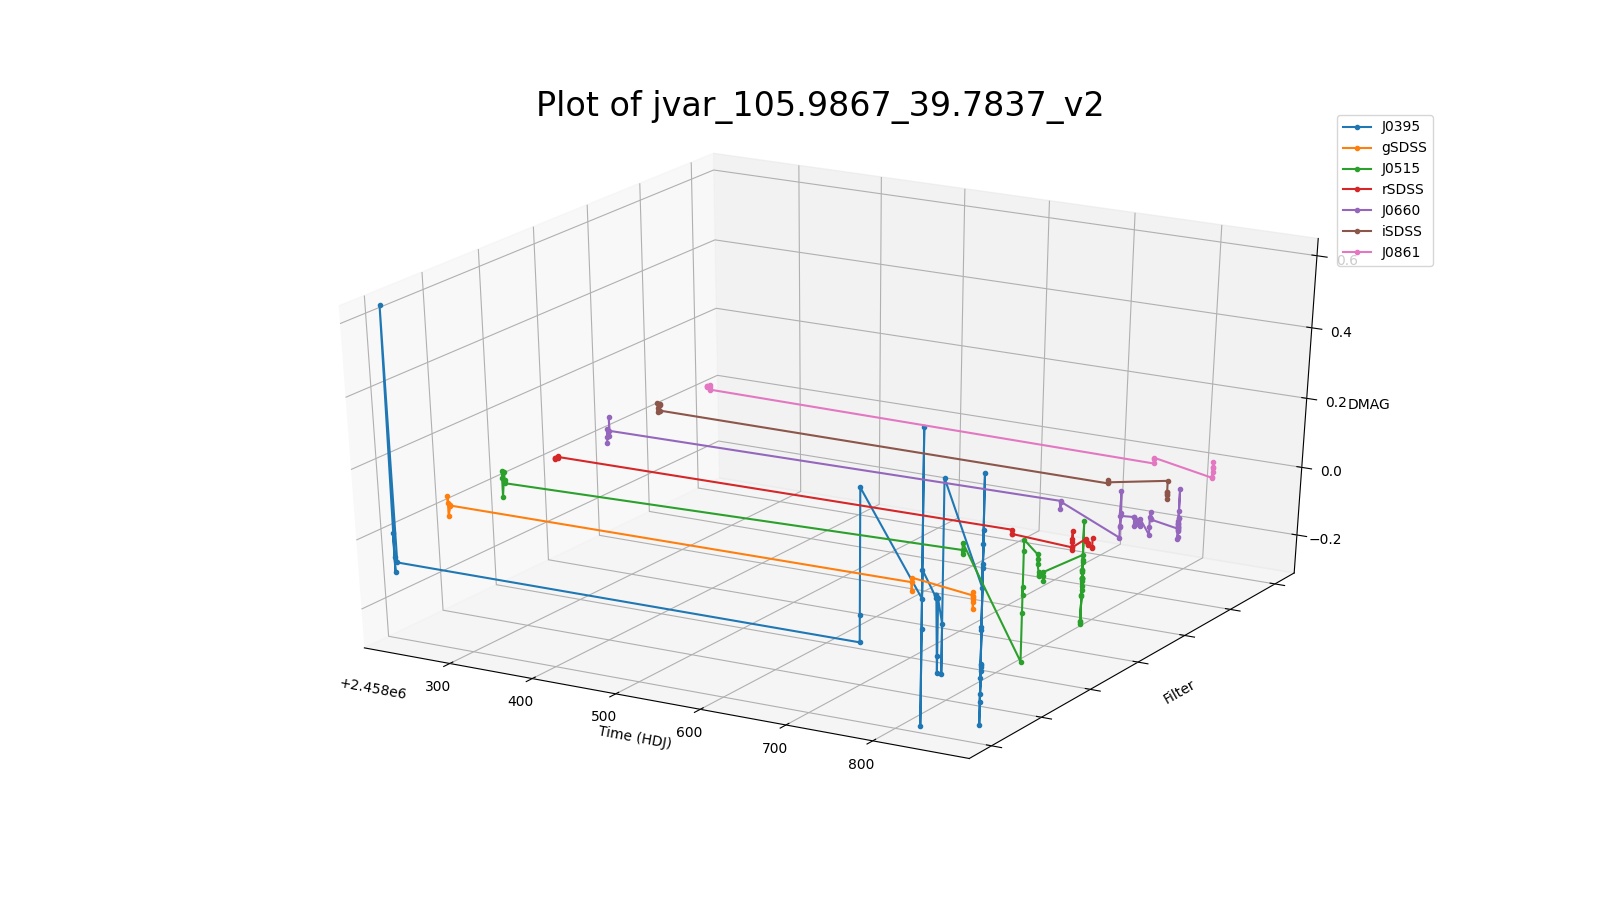 Plot of jvar_105.9867_39.7837_v2
J0395
gSDSS
J0515
rSDSS
J0660
iSDSS
J0861
0.6
0.4
0.2
DMAG
0.0
−0.2
Filter
+2.458e6
300
400
500
600
700
800
Time (HDJ)